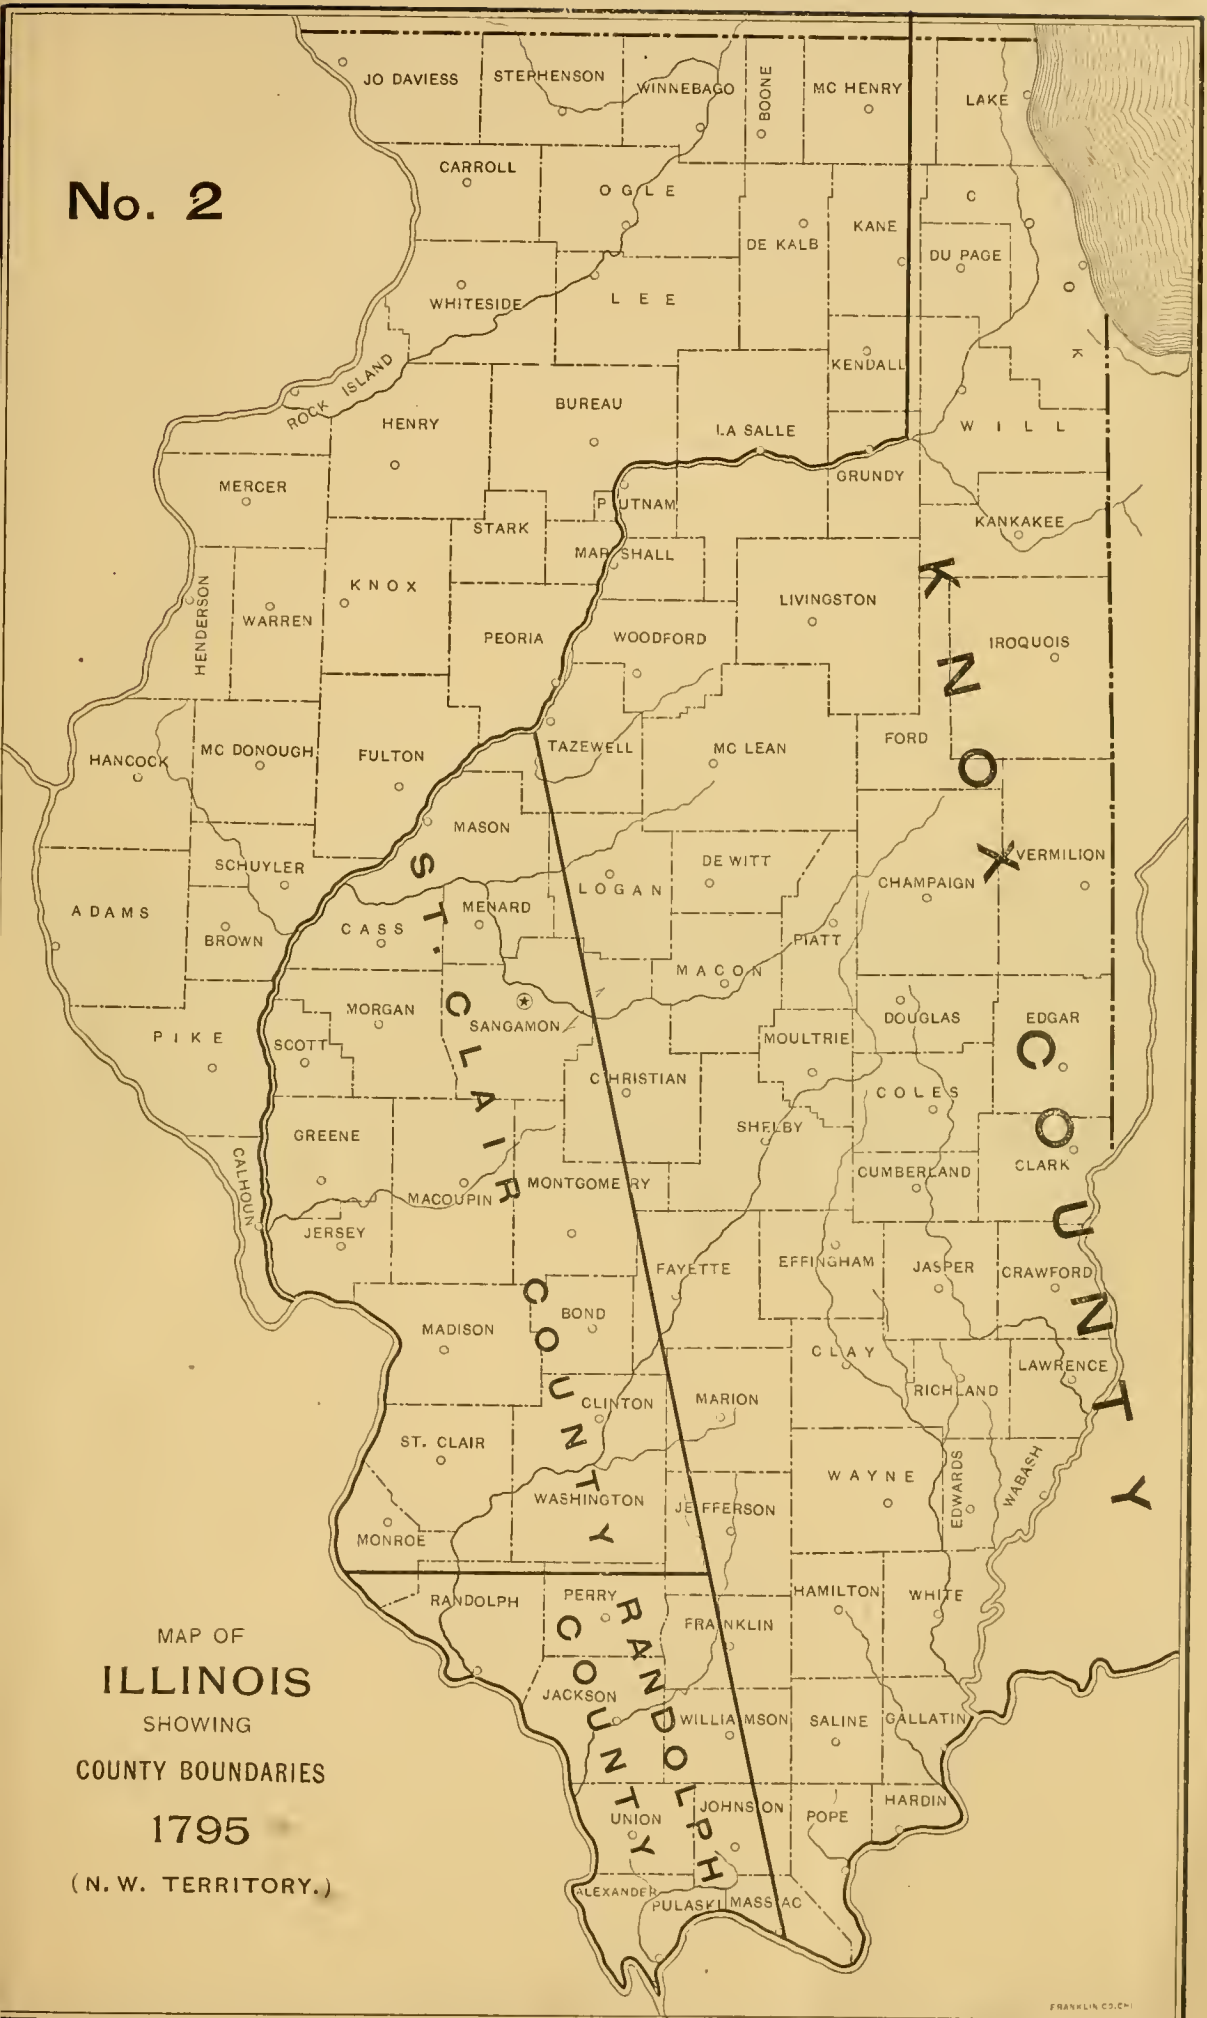 No. 2
JO DAVIESS
STEPHENSON
WINNEBAGO
BOONE
MC HENRY
LAKE
CARROLL
OGLE
DE KALB
KANE
COOK
DU PAGE
WHITESIDE
LEE
ROCK ISLAND
HENRY
BUREAU
LA SALLE
KENDALL
WILL
GRUNDY
MERCER
STARK
PUTNAM
KANKAKEE
MARSHALL
HENDERSON
WARREN
KNOX
PEORIA
WOODFORD
LIVINGSTON
IROQUOIS
HANCOCK
MC DONOUGH
FULTON
TAZEWELL
MC LEAN
FORD
KNOX COUNTY
MASON
SCHUYLER
LOGAN
DE WITT
CHAMPAIGN
VERMILION
ADAMS
BROWN
CASS
MENARD
MACON
PIATT
PIKE
SCOTT
MORGAN
SANGAMON
ST. CLAIR COUNTY
CHRISTIAN
MOULTRIE
DOUGLAS
EDGAR
COLES
SHELBY
CUMBERLAND
CLARK
GREENE
CALHOUN
JERSEY
MACOUPIN
MONTGOMERY
FAYETTE
EFFINGHAM
JASPER
CRAWFORD
MADISON
BOND
CLAY
RICHLAND
LAWRENCE
CLINTON
MARION
ST. CLAIR
WASHINGTON
JEFFERSON
WAYNE
EDWARDS
WABASH
MONROE
RANDOLPH
PERRY
FRANKLIN
HAMILTON
WHITE
RANDOLPH
COUNTY
JACKSON
WILLIAMSON
SALINE
GALLATIN
UNION
JOHNSTON
POPE
HARDIN
ALEXANDER
PULASKI
MASSAC
MAP OF
ILLINOIS
SHOWING
COUNTY BOUNDARIES
1795
(N. W. TERRITORY.)
FRANKLIN CO. CHI